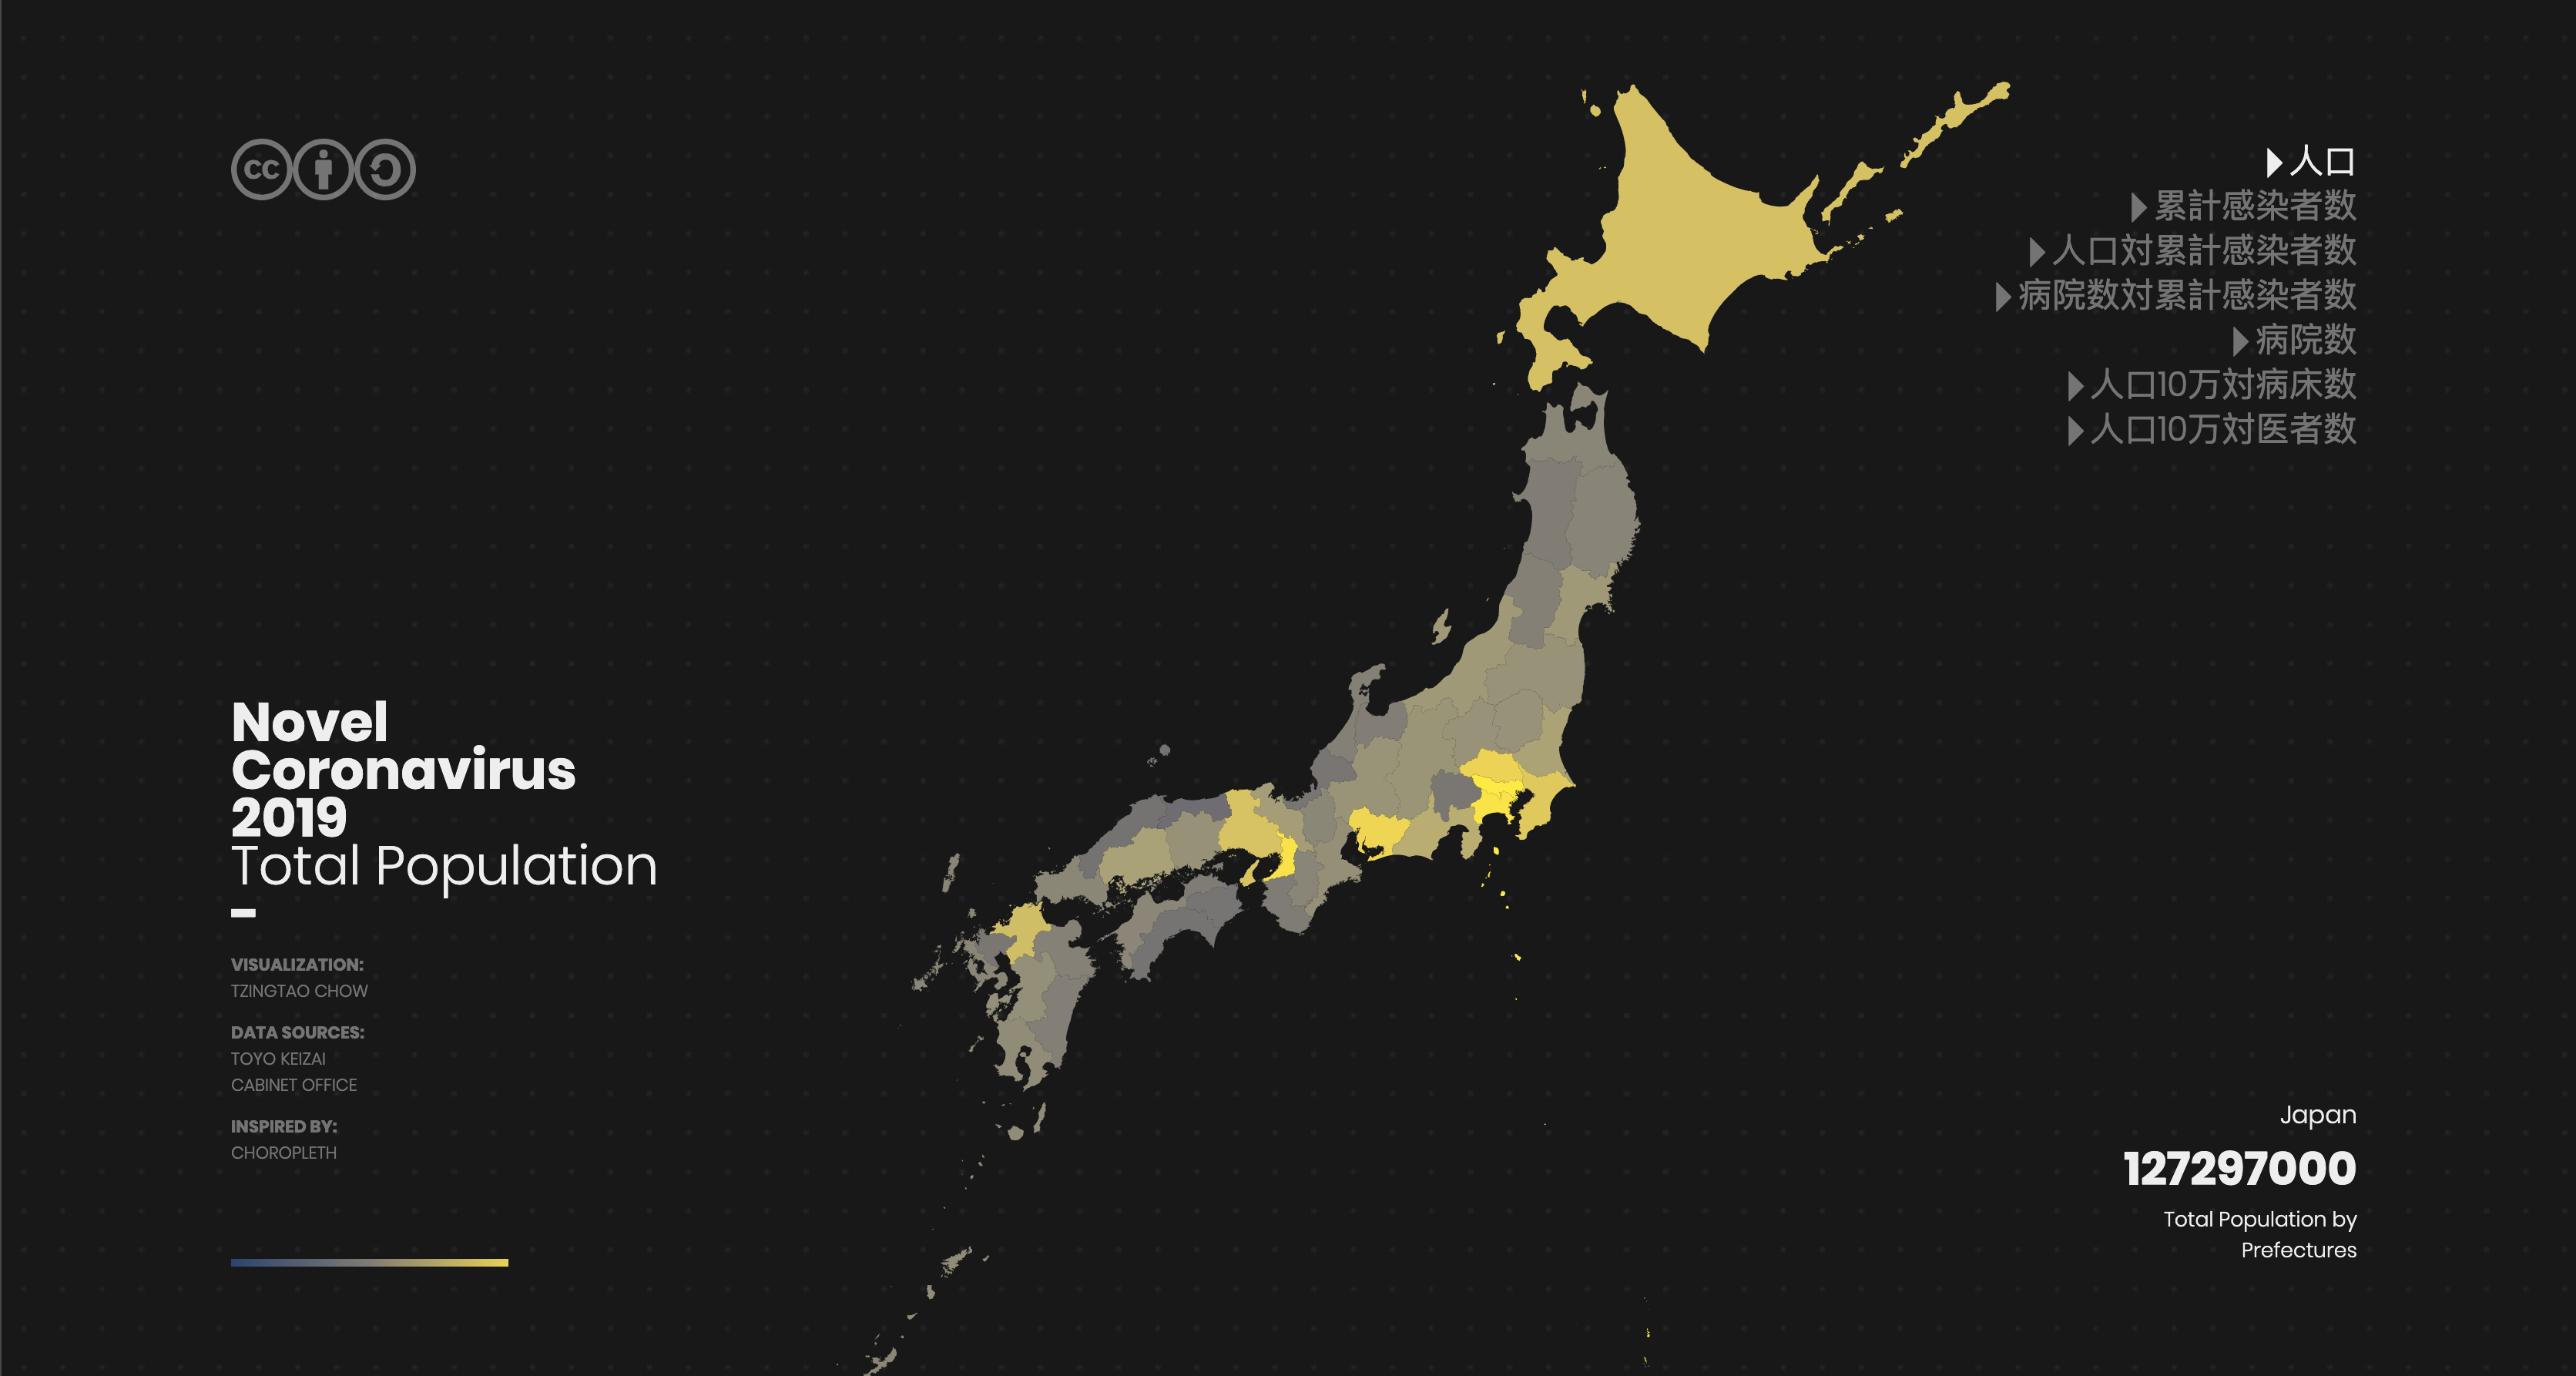 cc
Novel
Coronavirus
2019
Total Population
VISUALIZATION:
TZINGTAO CHOW
DATA SOURCES:
TOYO KEIZAI
CABINET OFFICE
INSPIRED BY:
CHOROPLETH
人口
累計感染者数
人口対累計感染者数
病院数対累計感染者数
病院数
人口10万対病床数
人口10万対医者数
Japan
127297000
Total Population by
Prefectures